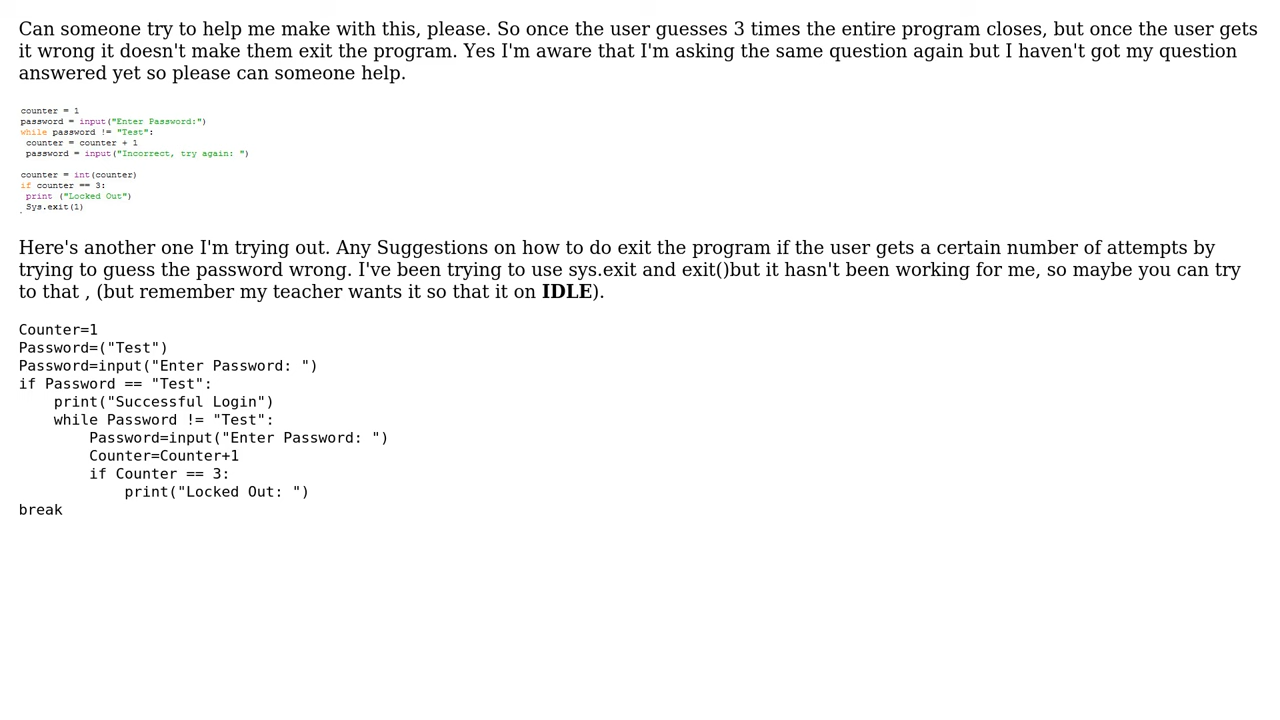 Can someone try to help me make with this, please. So once the user guesses 3 times the entire program closes, but once the user gets
it wrong it doesn't make them exit the program. Yes I'm aware that I'm asking the same question again but I haven't got my question
answered yet so please can someone help.
counter = 1
password = input("Enter Password:")
while password != "Test":
 counter = counter + 1
 password = input("Incorrect, try again: ")
counter = int(counter)
if counter == 3:
 print ("Locked Out")
 Sys.exit(1)
Here's another one I'm trying out. Any Suggestions on how to do exit the program if the user gets a certain number of attempts by
trying to guess the password wrong. I've been trying to use sys.exit and exit()but it hasn't been working for me, so maybe you can try
to that , (but remember my teacher wants it so that it on IDLE).
Counter=1
Password=("Test")
Password=input("Enter Password: ")
if Password == "Test":
    print("Successful Login")
    while Password != "Test":
        Password=input("Enter Password: ")
        Counter=Counter+1
        if Counter == 3:
            print("Locked Out: ")
break